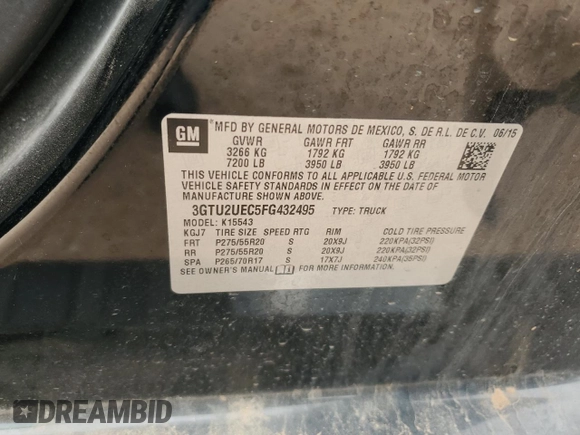 GM
MFD BY GENERAL MOTORS DE MEXICO, S. DE R.L. DE C.V. 06/15
GVWR GAWR FRT GAWR RR
3266 KG 1792 KG 1792 KG
7200 LB 3950 LB 3950 LB
THIS VEHICLE CONFORMS TO ALL APPLICABLE U.S. FEDERAL MOTOR
VEHICLE SAFETY STANDARDS IN EFFECT ON THE DATE OF
MANUFACTURE SHOWN ABOVE.
3GTU2UEC5FG432495 TYPE: TRUCK
MODEL: K15543
KGJ7 TIRE SIZE SPEED RTG RIM COLD TIRE PRESSURE
FRT P275/55R20 S 20X9J 220KPA(32PSI)
RR P275/55R20 S 20X9J 220KPA(32PSI)
SPA P265/70R17 S 17X7J 240KPA(35PSI)
SEE OWNER'S MANUAL FOR MORE INFORMATION.
DREAMBID